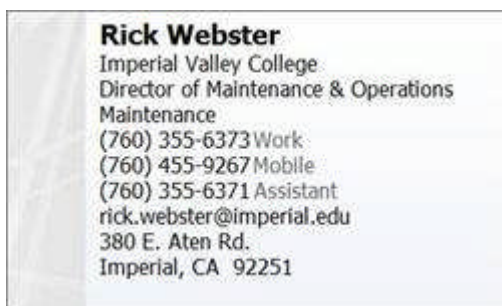 Rick Webster
Imperial Valley College
Director of Maintenance & Operations
Maintenance
(760) 355-6373 Work
(760) 455-9267 Mobile
(760) 355-6371 Assistant
rick.webster@imperial.edu
380 E. Aten Rd.
Imperial, CA  92251